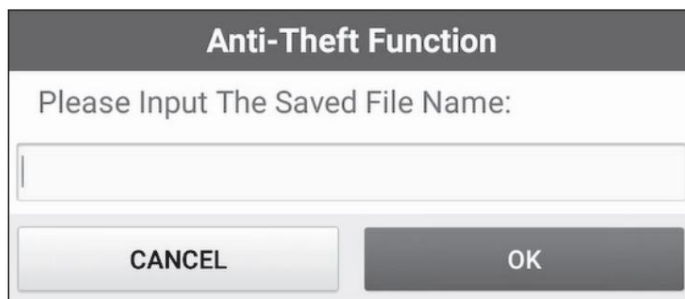 Anti-Theft Function
Please Input The Saved File Name:
CANCEL
OK